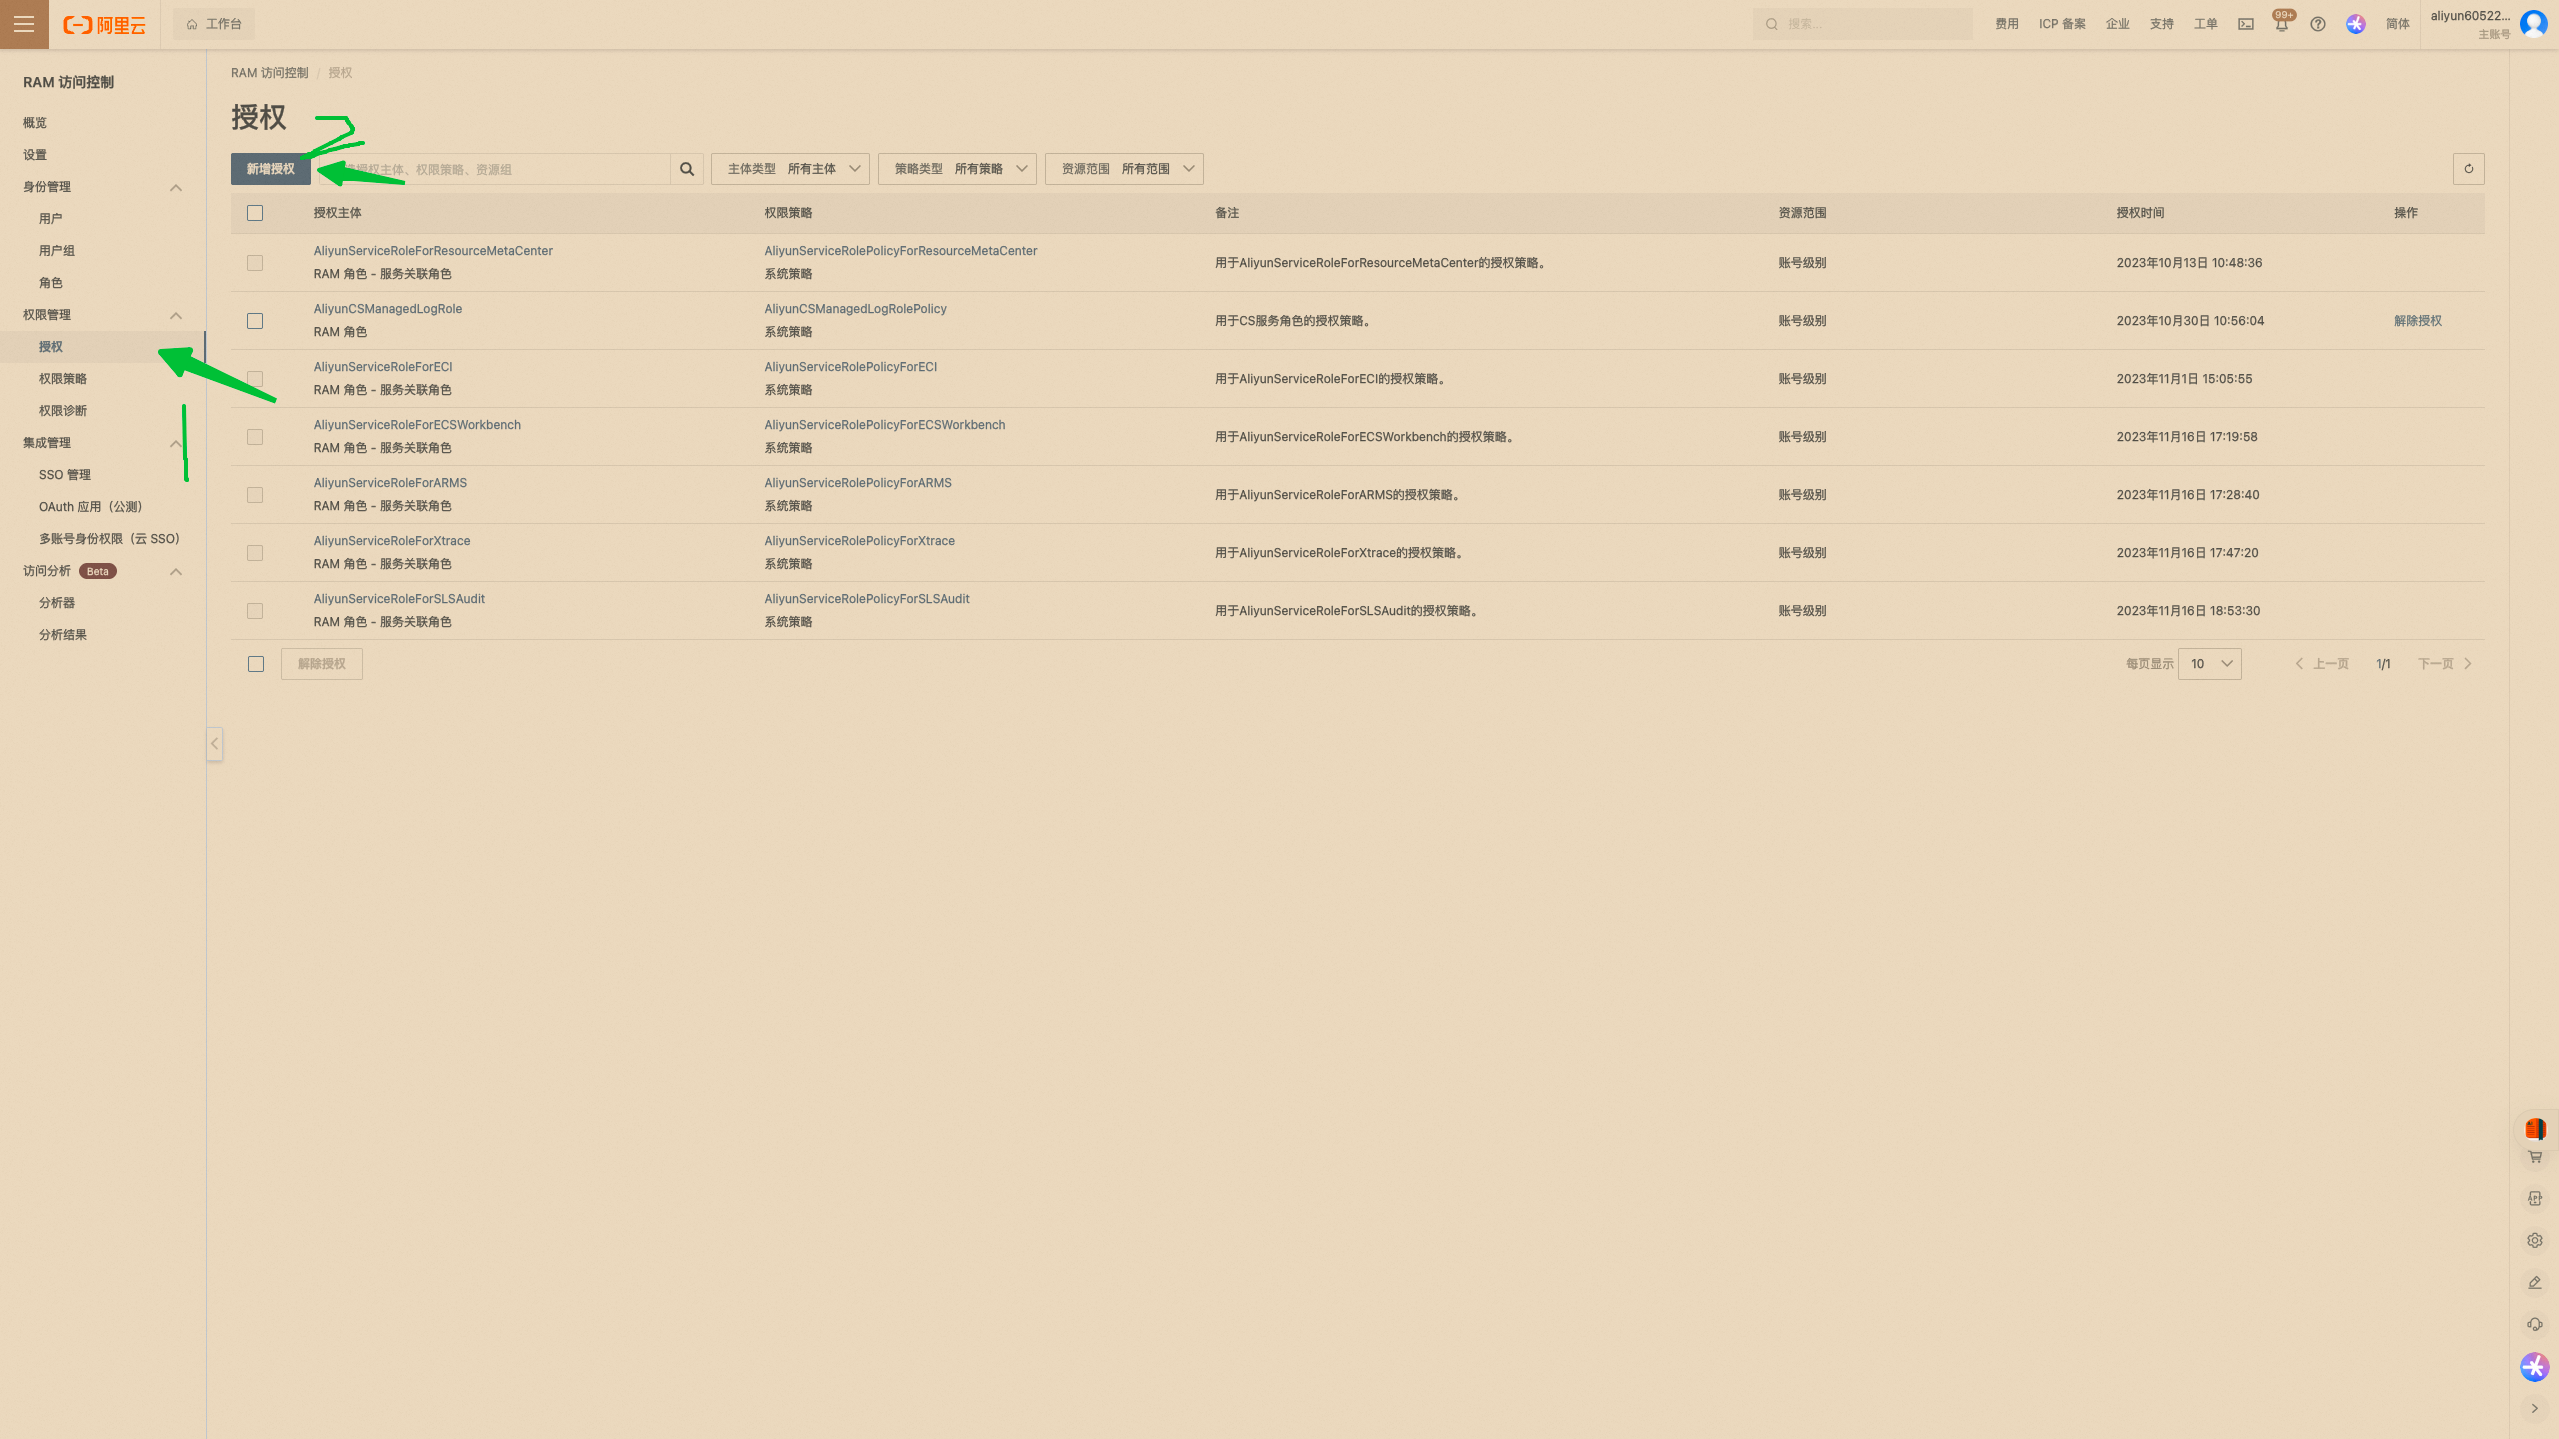 阿里云
工作台
搜索...
费用
ICP 备案
企业
支持
工单
99+
简体
aliyun60522...
主账号
RAM 访问控制
概览
设置
身份管理
用户
用户组
角色
权限管理
授权
权限策略
权限诊断
集成管理
SSO 管理
OAuth 应用（公测）
多账号身份权限（云 SSO）
访问分析 Beta
分析器
分析结果
1
RAM 访问控制 / 授权
授权
2
新增授权
授权主体、权限策略、资源组
主体类型 所有主体
策略类型 所有策略
资源范围 所有范围
授权主体 权限策略 备注 资源范围 授权时间 操作
AliyunServiceRoleForResourceMetaCenter AliyunServiceRolePolicyForResourceMetaCenter
RAM 角色 - 服务关联角色 系统策略
用于AliyunServiceRoleForResourceMetaCenter的授权策略。 账号级别 2023年10月13日 10:48:36
AliyunCSManagedLogRole AliyunCSManagedLogRolePolicy
RAM 角色 系统策略
用于CS服务角色的授权策略。 账号级别 2023年10月30日 10:56:04 解除授权
AliyunServiceRoleForECI AliyunServiceRolePolicyForECI
RAM 角色 - 服务关联角色 系统策略
用于AliyunServiceRoleForECI的授权策略。 账号级别 2023年11月1日 15:05:55
AliyunServiceRoleForECSWorkbench AliyunServiceRolePolicyForECSWorkbench
RAM 角色 - 服务关联角色 系统策略
用于AliyunServiceRoleForECSWorkbench的授权策略。 账号级别 2023年11月16日 17:19:58
AliyunServiceRoleForARMS AliyunServiceRolePolicyForARMS
RAM 角色 - 服务关联角色 系统策略
用于AliyunServiceRoleForARMS的授权策略。 账号级别 2023年11月16日 17:28:40
AliyunServiceRoleForXtrace AliyunServiceRolePolicyForXtrace
RAM 角色 - 服务关联角色 系统策略
用于AliyunServiceRoleForXtrace的授权策略。 账号级别 2023年11月16日 17:47:20
AliyunServiceRoleForSLSAudit AliyunServiceRolePolicyForSLSAudit
RAM 角色 - 服务关联角色 系统策略
用于AliyunServiceRoleForSLSAudit的授权策略。 账号级别 2023年11月16日 18:53:30
解除授权
每页显示 10 上一页 1/1 下一页